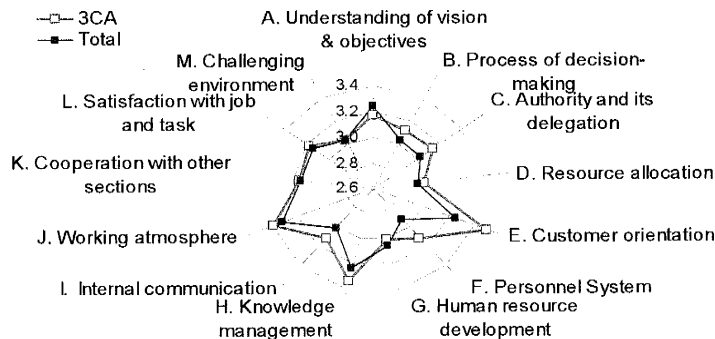 3CA
Total
A. Understanding of vision
& objectives
B. Process of decision-
making
C. Authority and its
delegation
D. Resource allocation
E. Customer orientation
F. Personnel System
G. Human resource
development
H. Knowledge
management
I. Internal communication
J. Working atmosphere
K. Cooperation with other
sections
L. Satisfaction with job
and task
M. Challenging
environment
3.4
3.2
3.0
2.8
2.6